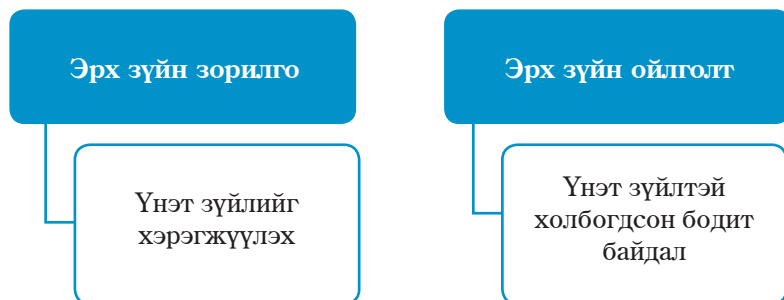 Эрх зүйн зорилго
Үнэт зүйлийг
хэрэгжүүлэх
Эрх зүйн ойлголт
Үнэт зүйлтэй
холбогдсон бодит
байдал